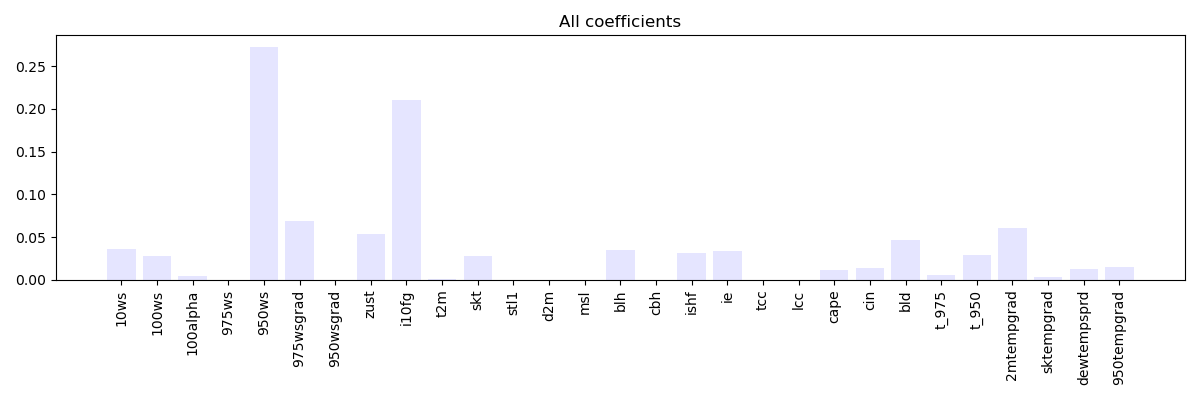 All coefficients
0.25
0.20
0.15
0.10
0.05
0.00
10ws
100ws
100alpha
975ws
950ws
975wsgrad
950wsgrad
zust
i10fg
t2m
skt
stl1
d2m
msl
blh
cbh
ishf
ie
tcc
lcc
cape
cin
bld
t_975
t_950
2mtempgrad
sktempgrad
dewtempsprd
950tempgrad